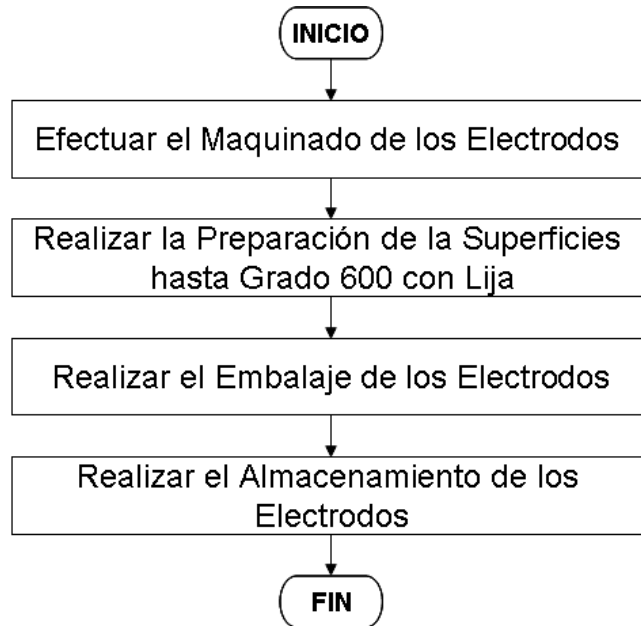 INICIO
Efectuar el Maquinado de los Electrodos
Realizar la Preparación de la Superficies
hasta Grado 600 con Lija
Realizar el Embalaje de los Electrodos
Realizar el Almacenamiento de los
Electrodos
FIN